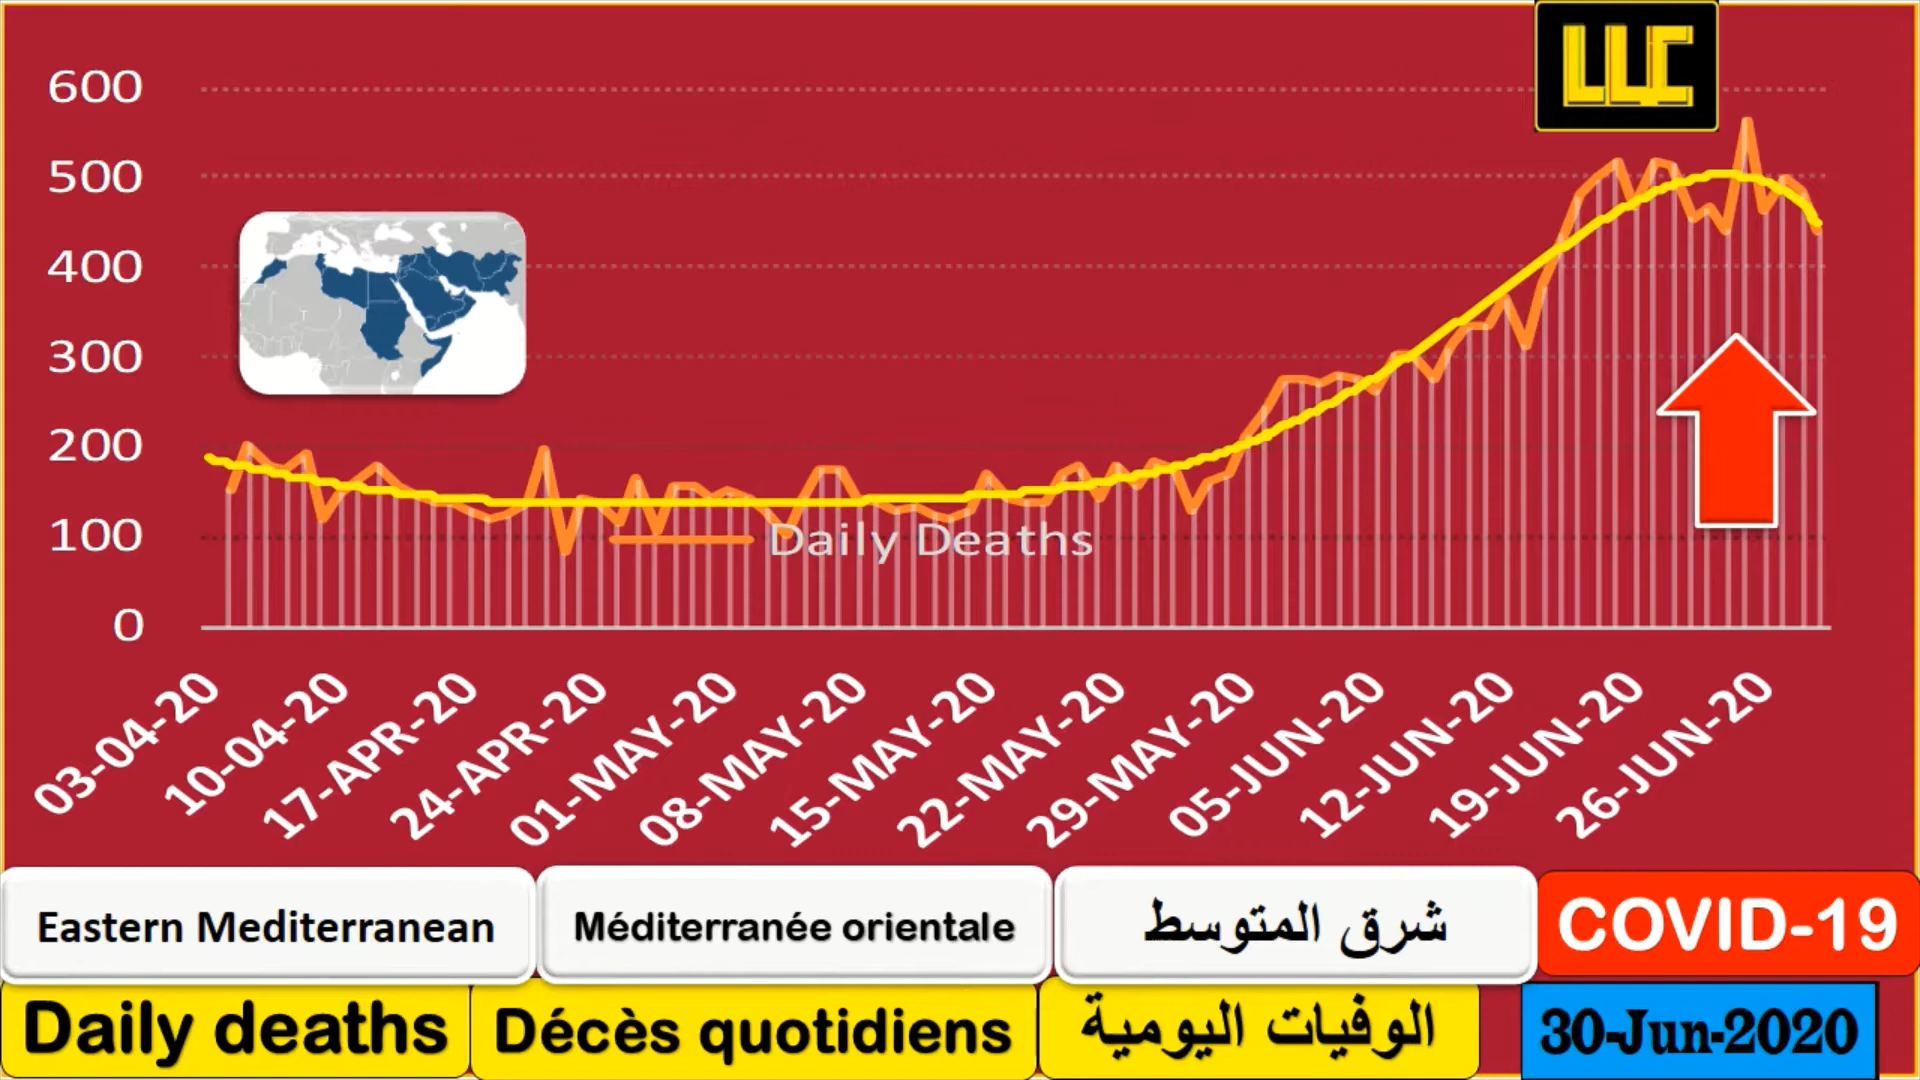 LLC
600
500
400
300
200
100
0
Daily Deaths
03-04-20
10-04-20
17-APR-20
24-APR-20
01-MAY-20
08-MAY-20
15-MAY-20
22-MAY-20
29-MAY-20
05-JUN-20
12-JUN-20
19-JUN-20
26-JUN-20
Eastern Mediterranean
Méditerranée orientale
شرق المتوسط
COVID-19
Daily deaths
Décès quotidiens
الوفيات اليومية
30-Jun-2020